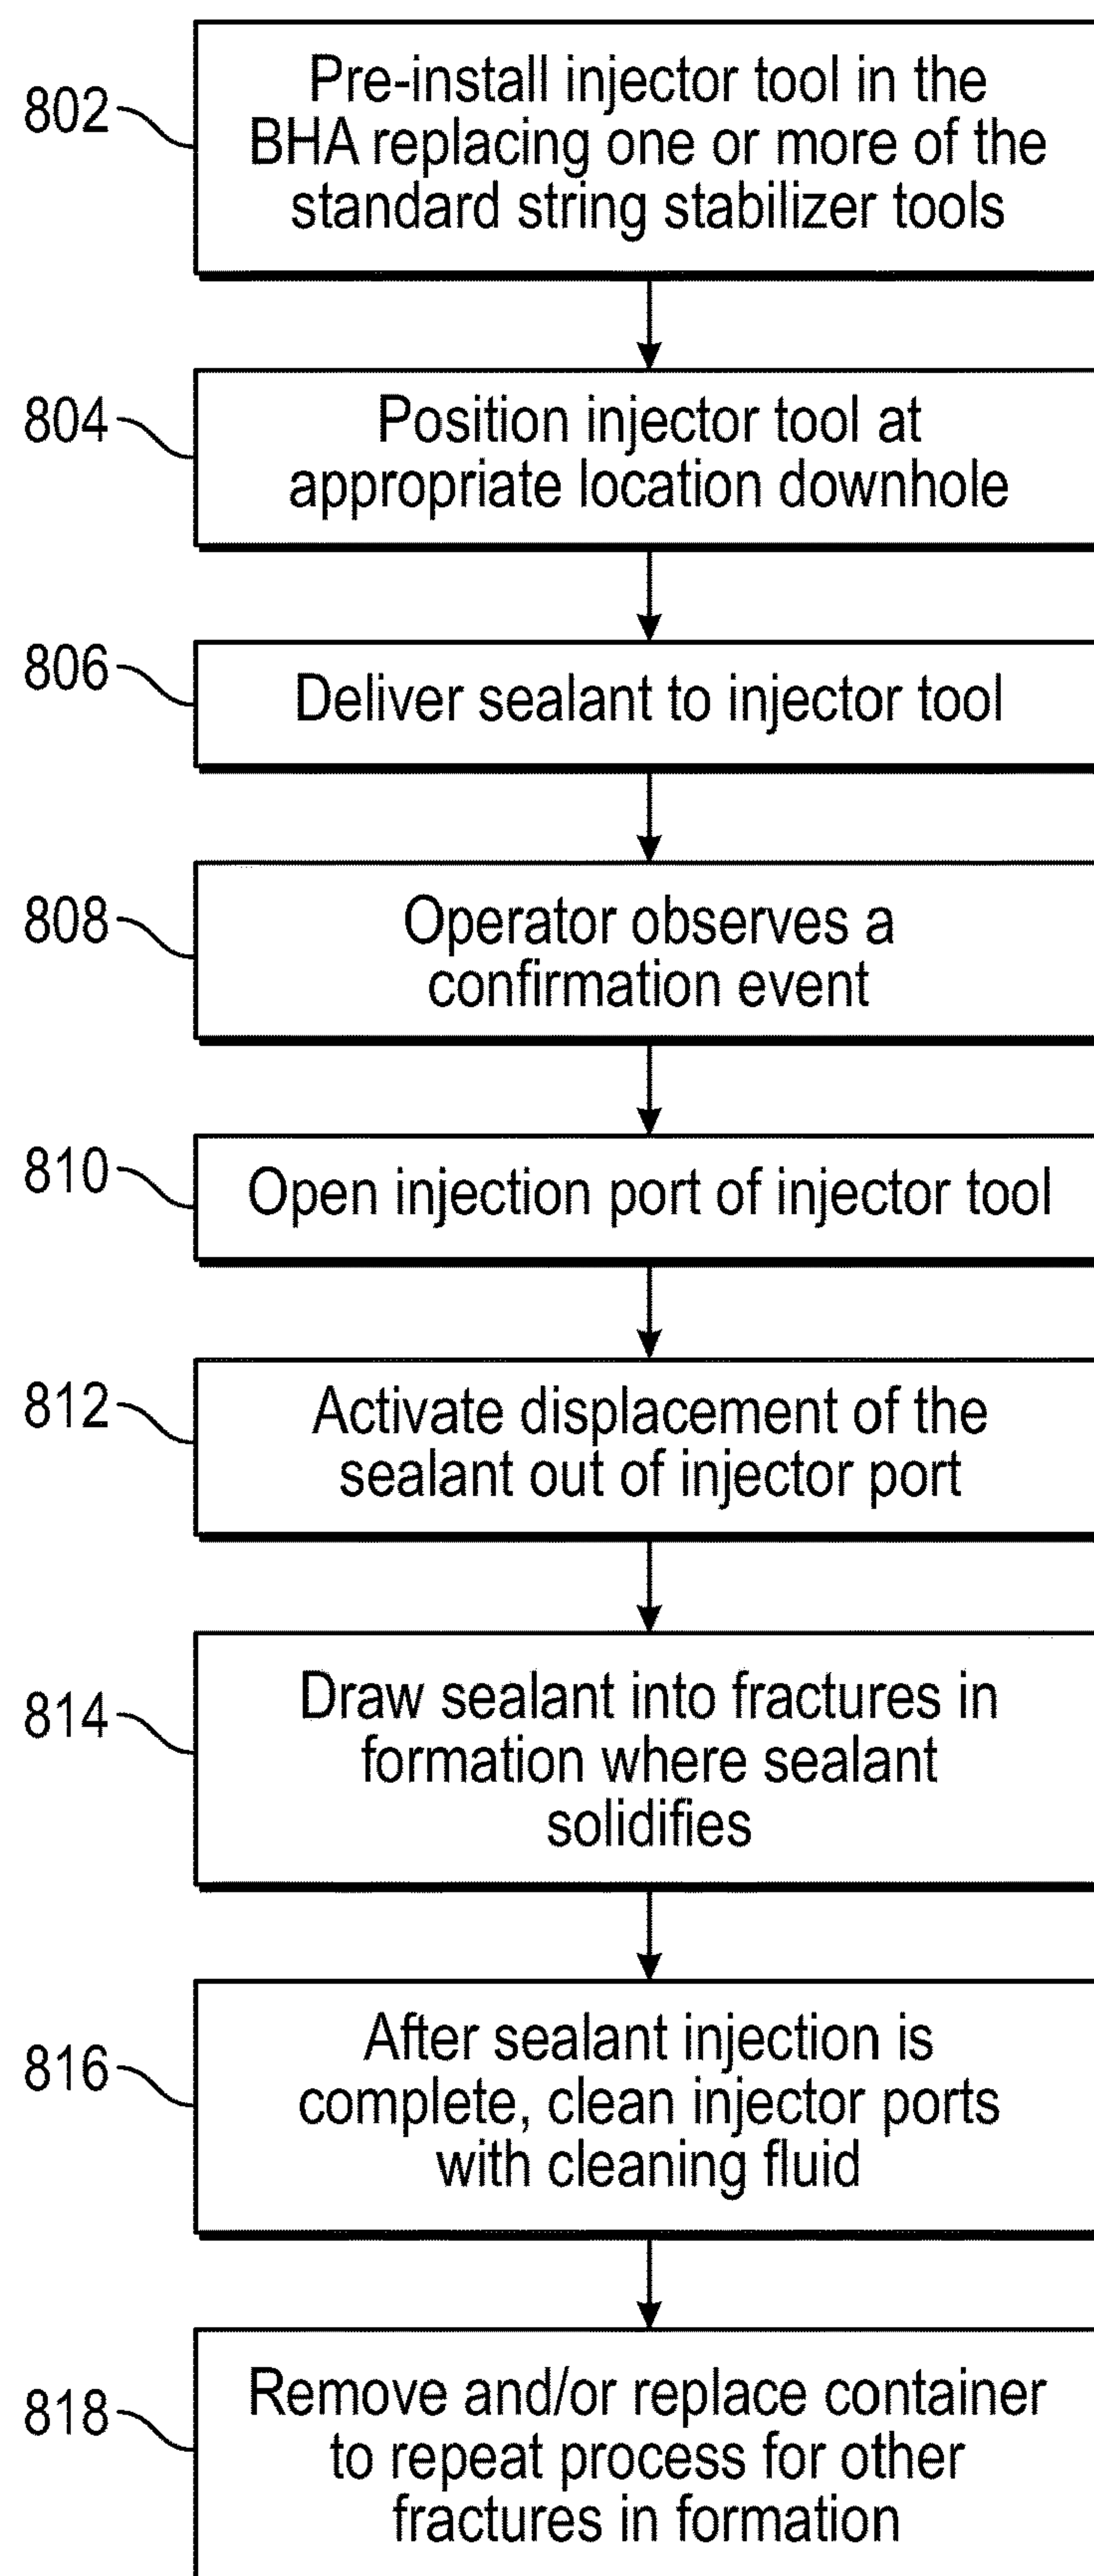 802
Pre-install injector tool in the
BHA replacing one or more of the
standard string stabilizer tools
804
Position injector tool at
appropriate location downhole
806
Deliver sealant to injector tool
808
Operator observes a
confirmation event
810
Open injection port of injector tool
812
Activate displacement of the
sealant out of injector port
814
Draw sealant into fractures in
formation where sealant
solidifies
816
After sealant injection is
complete, clean injector ports
with cleaning fluid
818
Remove and/or replace container
to repeat process for other
fractures in formation